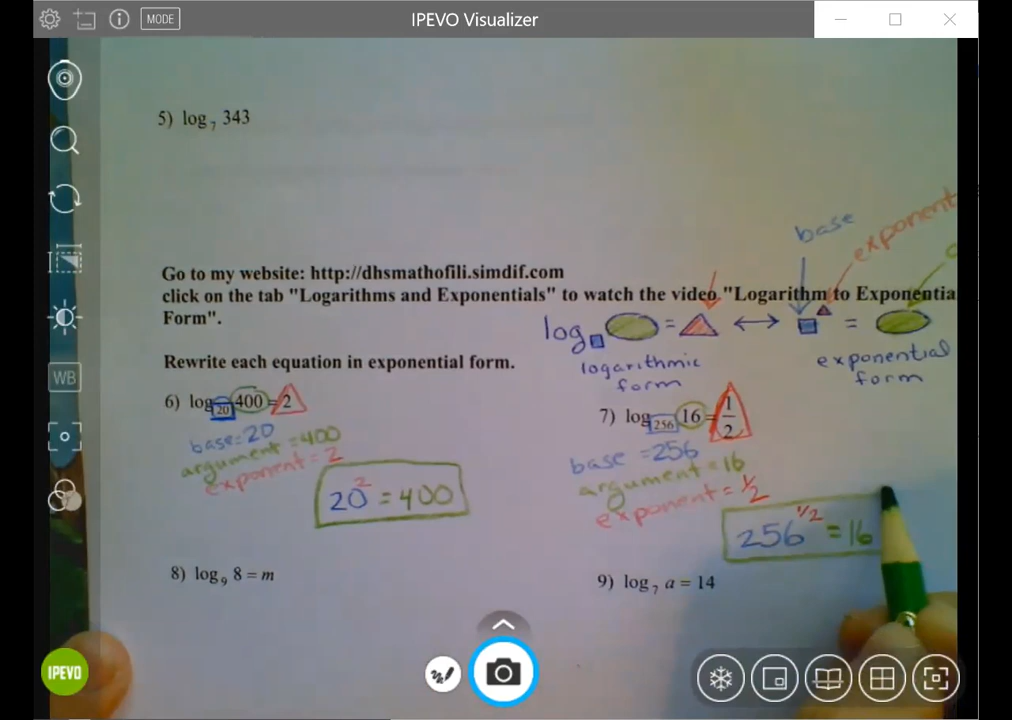 MODE
IPEVO Visualizer
5) log₇ 343
base
exponent
Go to my website: http://dhsmathofili.simdif.com
click on the tab "Logarithms and Exponentials" to watch the video "Logarithm to Exponentia
Form".
log = ↔ =
logarithmic
form
exponential
form
Rewrite each equation in exponential form.
6) log₂₀ 400 = 2
base=20
argument=400
exponent=2
20² = 400
7) log₂₅₆ 16 = 1/2
base=256
argument=16
exponent=1/2
256^1/2 = 16
8) log₉ 8 = m
9) log₇ a = 14
WB
IPEVO